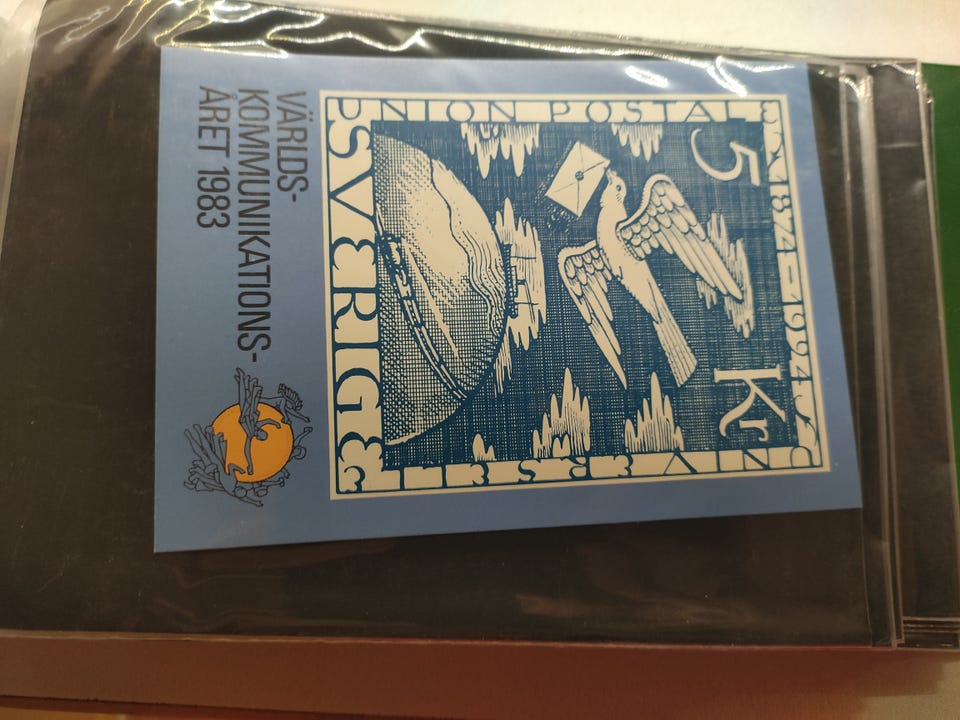 UNION POSTALE
1874-1924
UNIVERSELLE
5 Kr
SVERIGE
VÄRLDS-
KOMMUNIKATIONS-
ÅRET 1983